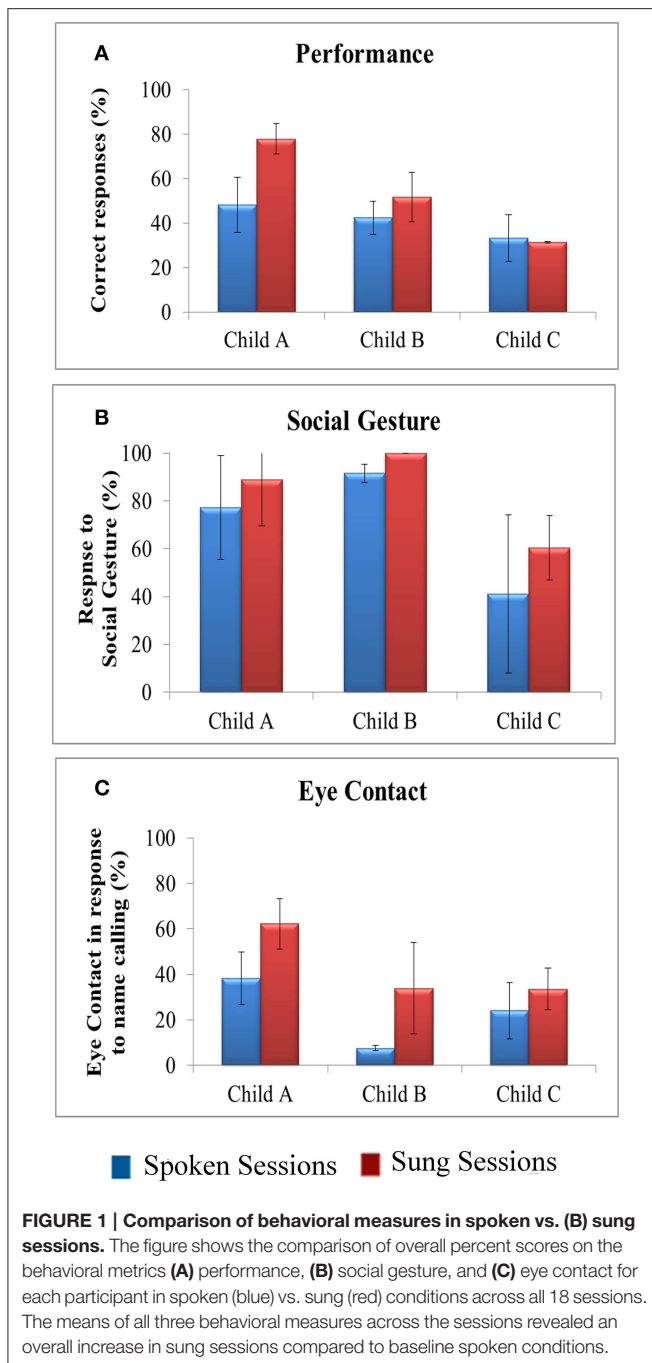 A
Performance
Correct responses (%)
100
80
60
40
20
0
Child A
Child B
Child C
B
Social Gesture
Respnse to
Social Gesture (%)
100
80
60
40
20
0
Child A
Child B
Child C
C
Eye Contact
Eye Contact in response
to name calling (%)
100
80
60
40
20
0
Child A
Child B
Child C
Spoken Sessions Sung Sessions
FIGURE 1 | Comparison of behavioral measures in spoken vs. (B) sung
sessions. The figure shows the comparison of overall percent scores on the
behavioral metrics (A) performance, (B) social gesture, and (C) eye contact for
each participant in spoken (blue) vs. sung (red) conditions across all 18 sessions.
The means of all three behavioral measures across the sessions revealed an
overall increase in sung sessions compared to baseline spoken conditions.